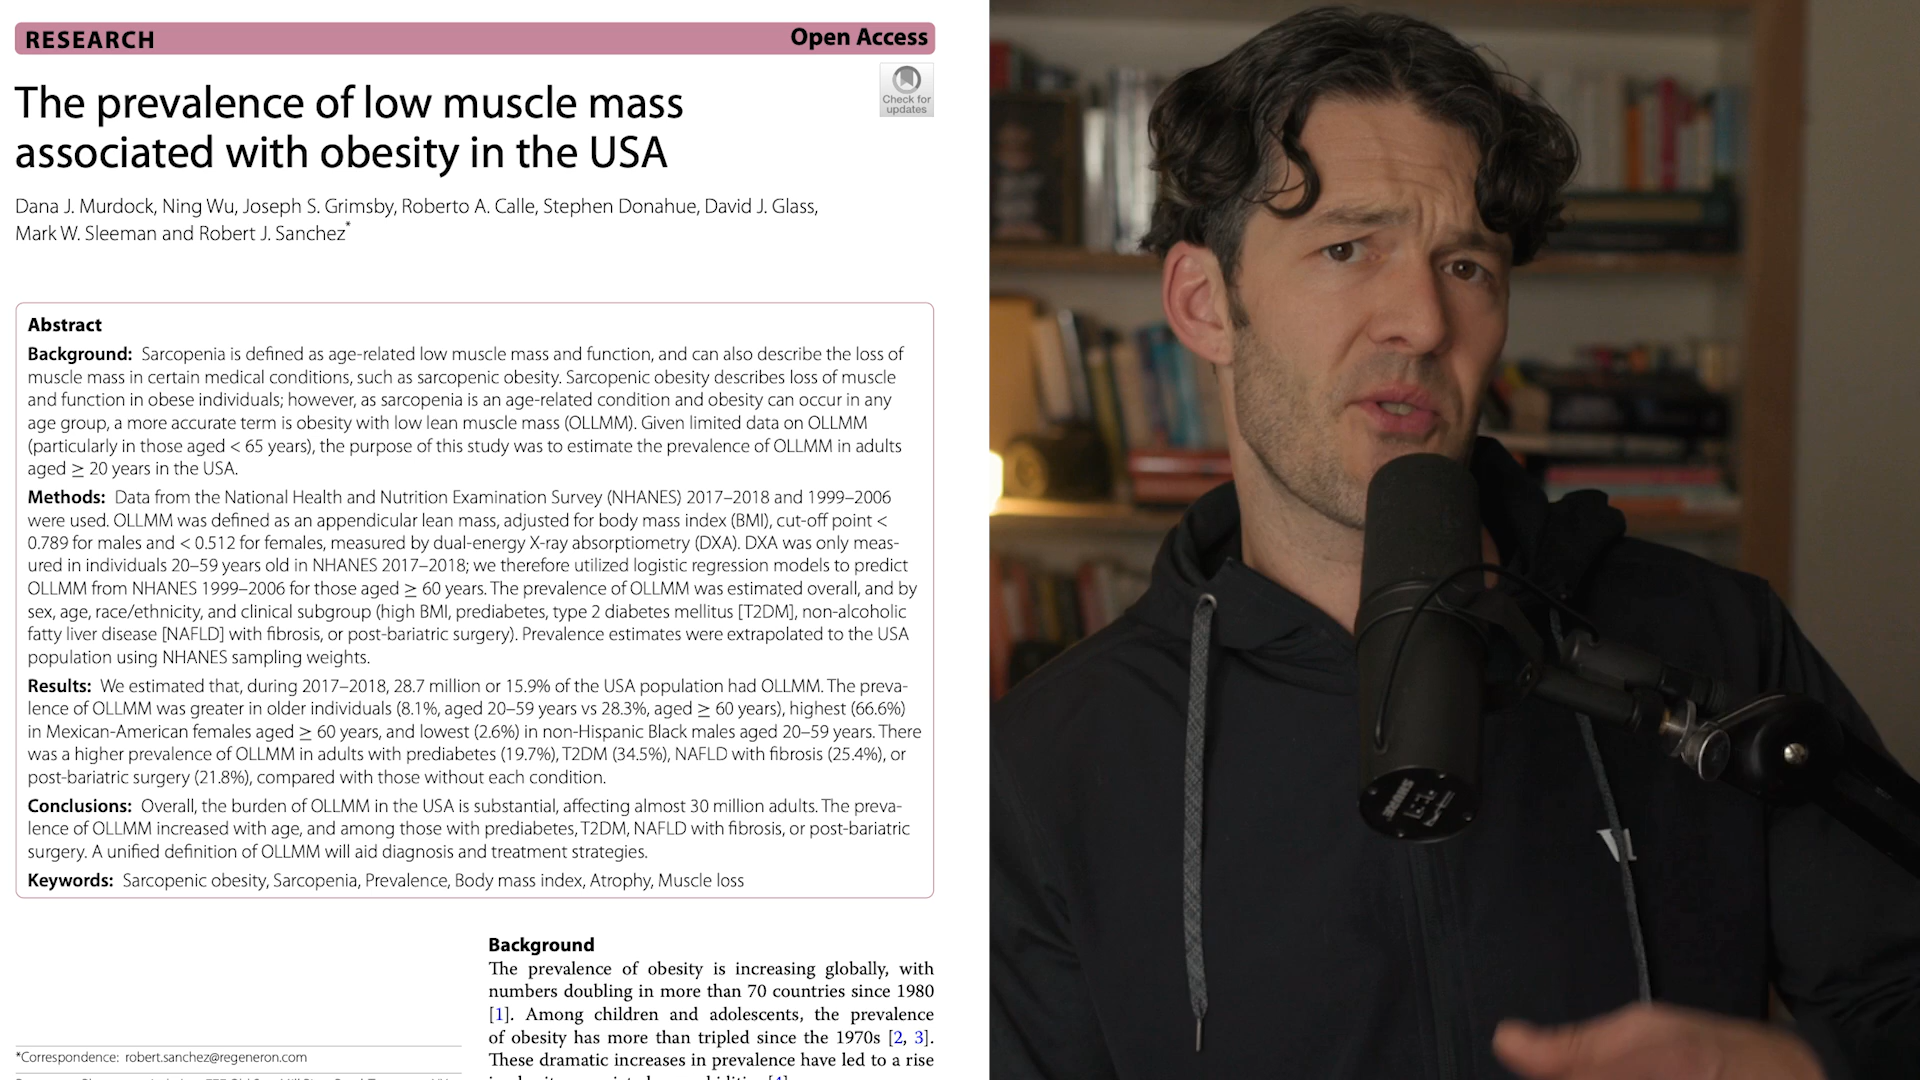 RESEARCH
Open Access
Check for
updates
The prevalence of low muscle mass
associated with obesity in the USA
Dana J. Murdock, Ning Wu, Joseph S. Grimsby, Roberto A. Calle, Stephen Donahue, David J. Glass,
Mark W. Sleeman and Robert J. Sanchez*
Abstract
Background: Sarcopenia is defined as age-related low muscle mass and function, and can also describe the loss of
muscle mass in certain medical conditions, such as sarcopenic obesity. Sarcopenic obesity describes loss of muscle
and function in obese individuals; however, as sarcopenia is an age-related condition and obesity can occur in any
age group, a more accurate term is obesity with low lean muscle mass (OLLMM). Given limited data on OLLMM
(particularly in those aged < 65 years), the purpose of this study was to estimate the prevalence of OLLMM in adults
aged ≥ 20 years in the USA.
Methods: Data from the National Health and Nutrition Examination Survey (NHANES) 2017–2018 and 1999–2006
were used. OLLMM was defined as an appendicular lean mass, adjusted for body mass index (BMI), cut-off point <
0.789 for males and < 0.512 for females, measured by dual-energy X-ray absorptiometry (DXA). DXA was only meas-
ured in individuals 20–59 years old in NHANES 2017–2018; we therefore utilized logistic regression models to predict
OLLMM from NHANES 1999–2006 for those aged ≥ 60 years. The prevalence of OLLMM was estimated overall, and by
sex, age, race/ethnicity, and clinical subgroup (high BMI, prediabetes, type 2 diabetes mellitus [T2DM], non-alcoholic
fatty liver disease [NAFLD] with fibrosis, or post-bariatric surgery). Prevalence estimates were extrapolated to the USA
population using NHANES sampling weights.
Results: We estimated that, during 2017–2018, 28.7 million or 15.9% of the USA population had OLLMM. The preva-
lence of OLLMM was greater in older individuals (8.1%, aged 20–59 years vs 28.3%, aged ≥ 60 years), highest (66.6%)
in Mexican-American females aged ≥ 60 years, and lowest (2.6%) in non-Hispanic Black males aged 20–59 years. There
was a higher prevalence of OLLMM in adults with prediabetes (19.7%), T2DM (34.5%), NAFLD with fibrosis (25.4%), or
post-bariatric surgery (21.8%), compared with those without each condition.
Conclusions: Overall, the burden of OLLMM in the USA is substantial, affecting almost 30 million adults. The preva-
lence of OLLMM increased with age, and among those with prediabetes, T2DM, NAFLD with fibrosis, or post-bariatric
surgery. A unified definition of OLLMM will aid diagnosis and treatment strategies.
Keywords: Sarcopenic obesity, Sarcopenia, Prevalence, Body mass index, Atrophy, Muscle loss
Background
The prevalence of obesity is increasing globally, with
numbers doubling in more than 70 countries since 1980
[1]. Among children and adolescents, the prevalence
of obesity has more than tripled since the 1970s [2, 3].
These dramatic increases in prevalence have led to a rise
*Correspondence: robert.sanchez@regeneron.com